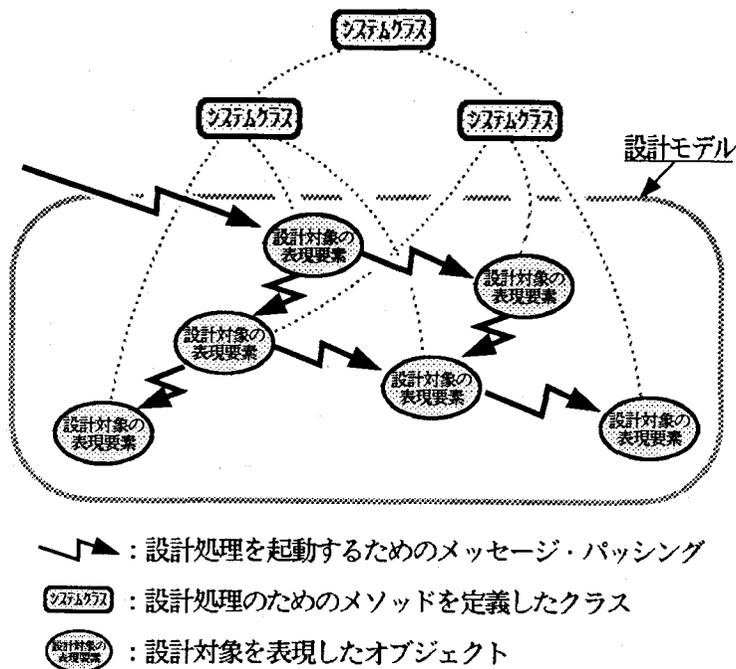 システムクラス
システムクラス
システムクラス
設計モデル
設計対象の
表現要素
設計対象の
表現要素
設計対象の
表現要素
設計対象の
表現要素
設計対象の
表現要素
設計対象の
表現要素
：設計処理を起動するためのメッセージ・パッシング
システムクラス：設計処理のためのメソッドを定義したクラス
設計対象の
表現要素
：設計対象を表現したオブジェクト